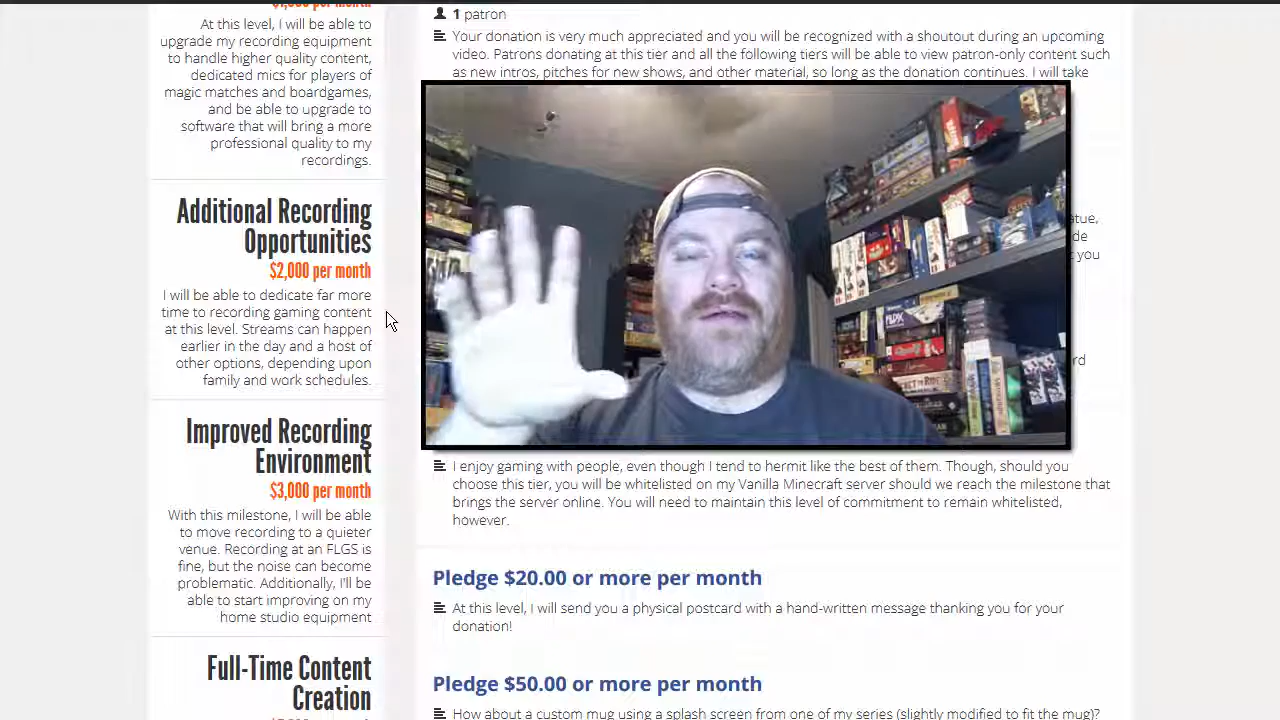 At this level, I will be able to
upgrade my recording equipment
to handle higher quality content,
dedicated mics for players of
magic matches and boardgames,
and be able to upgrade to
software that will bring a more
professional quality to my
recordings.
Additional Recording
Opportunities
$2,000 per month
I will be able to dedicate far more
time to recording gaming content
at this level. Streams can happen
earlier in the day and a host of
other options, depending upon
family and work schedules.
Improved Recording
Environment
$3,000 per month
With this milestone, I will be able
to move recording to a quieter
venue. Recording at an FLGS is
fine, but the noise can become
problematic. Additionally, I'll be
able to start improving on my
home studio equipment
Full-Time Content
Creation
1 patron
Your donation is very much appreciated and you will be recognized with a shoutout during an upcoming
video. Patrons donating at this tier and all the following tiers will be able to view patron-only content such
as new intros, pitches for new shows, and other material, so long as the donation continues. I will take
you
I enjoy gaming with people, even though I tend to hermit like the best of them. Though, should you
choose this tier, you will be whitelisted on my Vanilla Minecraft server should we reach the milestone that
brings the server online. You will need to maintain this level of commitment to remain whitelisted,
however.
Pledge $20.00 or more per month
At this level, I will send you a physical postcard with a hand-written message thanking you for your
donation!
Pledge $50.00 or more per month
How about a custom mug using a splash screen from one of my series (slightly modified to fit the mug)?